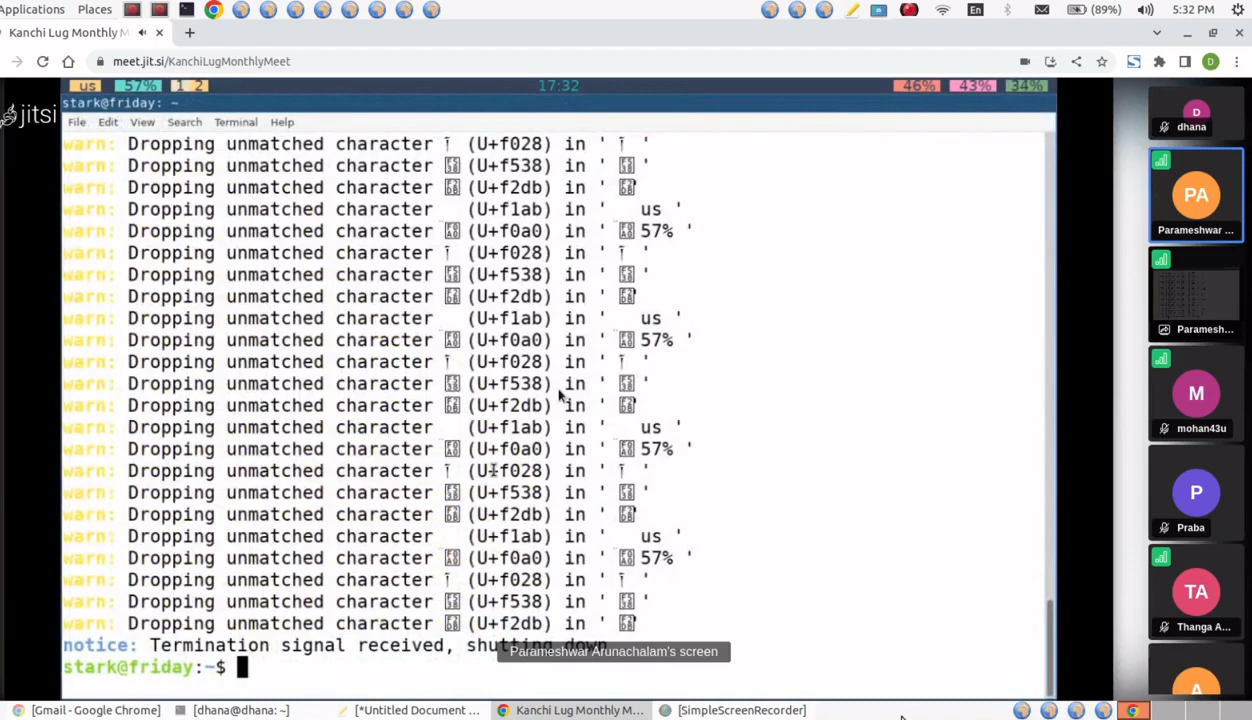 Applications Places En (89%) 5:32 PM
Kanchi Lug Monthly M
meet.jit.si/KanchiLugMonthlyMeet D
us 57% 1 2 17:32 46% 43% 34%
jitsi
stark@friday: ~
File Edit View Search Terminal Help
warn: Dropping unmatched character (U+f028) in ' '
warn: Dropping unmatched character (U+f538) in ' '
warn: Dropping unmatched character (U+f2db) in ' '
warn: Dropping unmatched character (U+f1ab) in ' us '
warn: Dropping unmatched character (U+f0a0) in ' 57% '
warn: Dropping unmatched character (U+f028) in ' '
warn: Dropping unmatched character (U+f538) in ' '
warn: Dropping unmatched character (U+f2db) in ' '
warn: Dropping unmatched character (U+f1ab) in ' us '
warn: Dropping unmatched character (U+f0a0) in ' 57% '
warn: Dropping unmatched character (U+f028) in ' '
warn: Dropping unmatched character (U+f538) in ' '
warn: Dropping unmatched character (U+f2db) in ' '
warn: Dropping unmatched character (U+f1ab) in ' us '
warn: Dropping unmatched character (U+f0a0) in ' 57% '
warn: Dropping unmatched character (U+f028) in ' '
warn: Dropping unmatched character (U+f538) in ' '
warn: Dropping unmatched character (U+f2db) in ' '
warn: Dropping unmatched character (U+f1ab) in ' us '
warn: Dropping unmatched character (U+f0a0) in ' 57% '
warn: Dropping unmatched character (U+f028) in ' '
warn: Dropping unmatched character (U+f538) in ' '
warn: Dropping unmatched character (U+f2db) in ' '
notice: Termination signal received, shutting down
Parameshwar Arunachalam's screen
stark@friday:~$
D
dhana
PA
Parameshwar ...
Paramesh...
M
mohan43u
P
Praba
TA
Thanga A...
A
[Gmail - Google Chrome] [dhana@dhana: ~] [*Untitled Document ... Kanchi Lug Monthly M... [SimpleScreenRecorder]